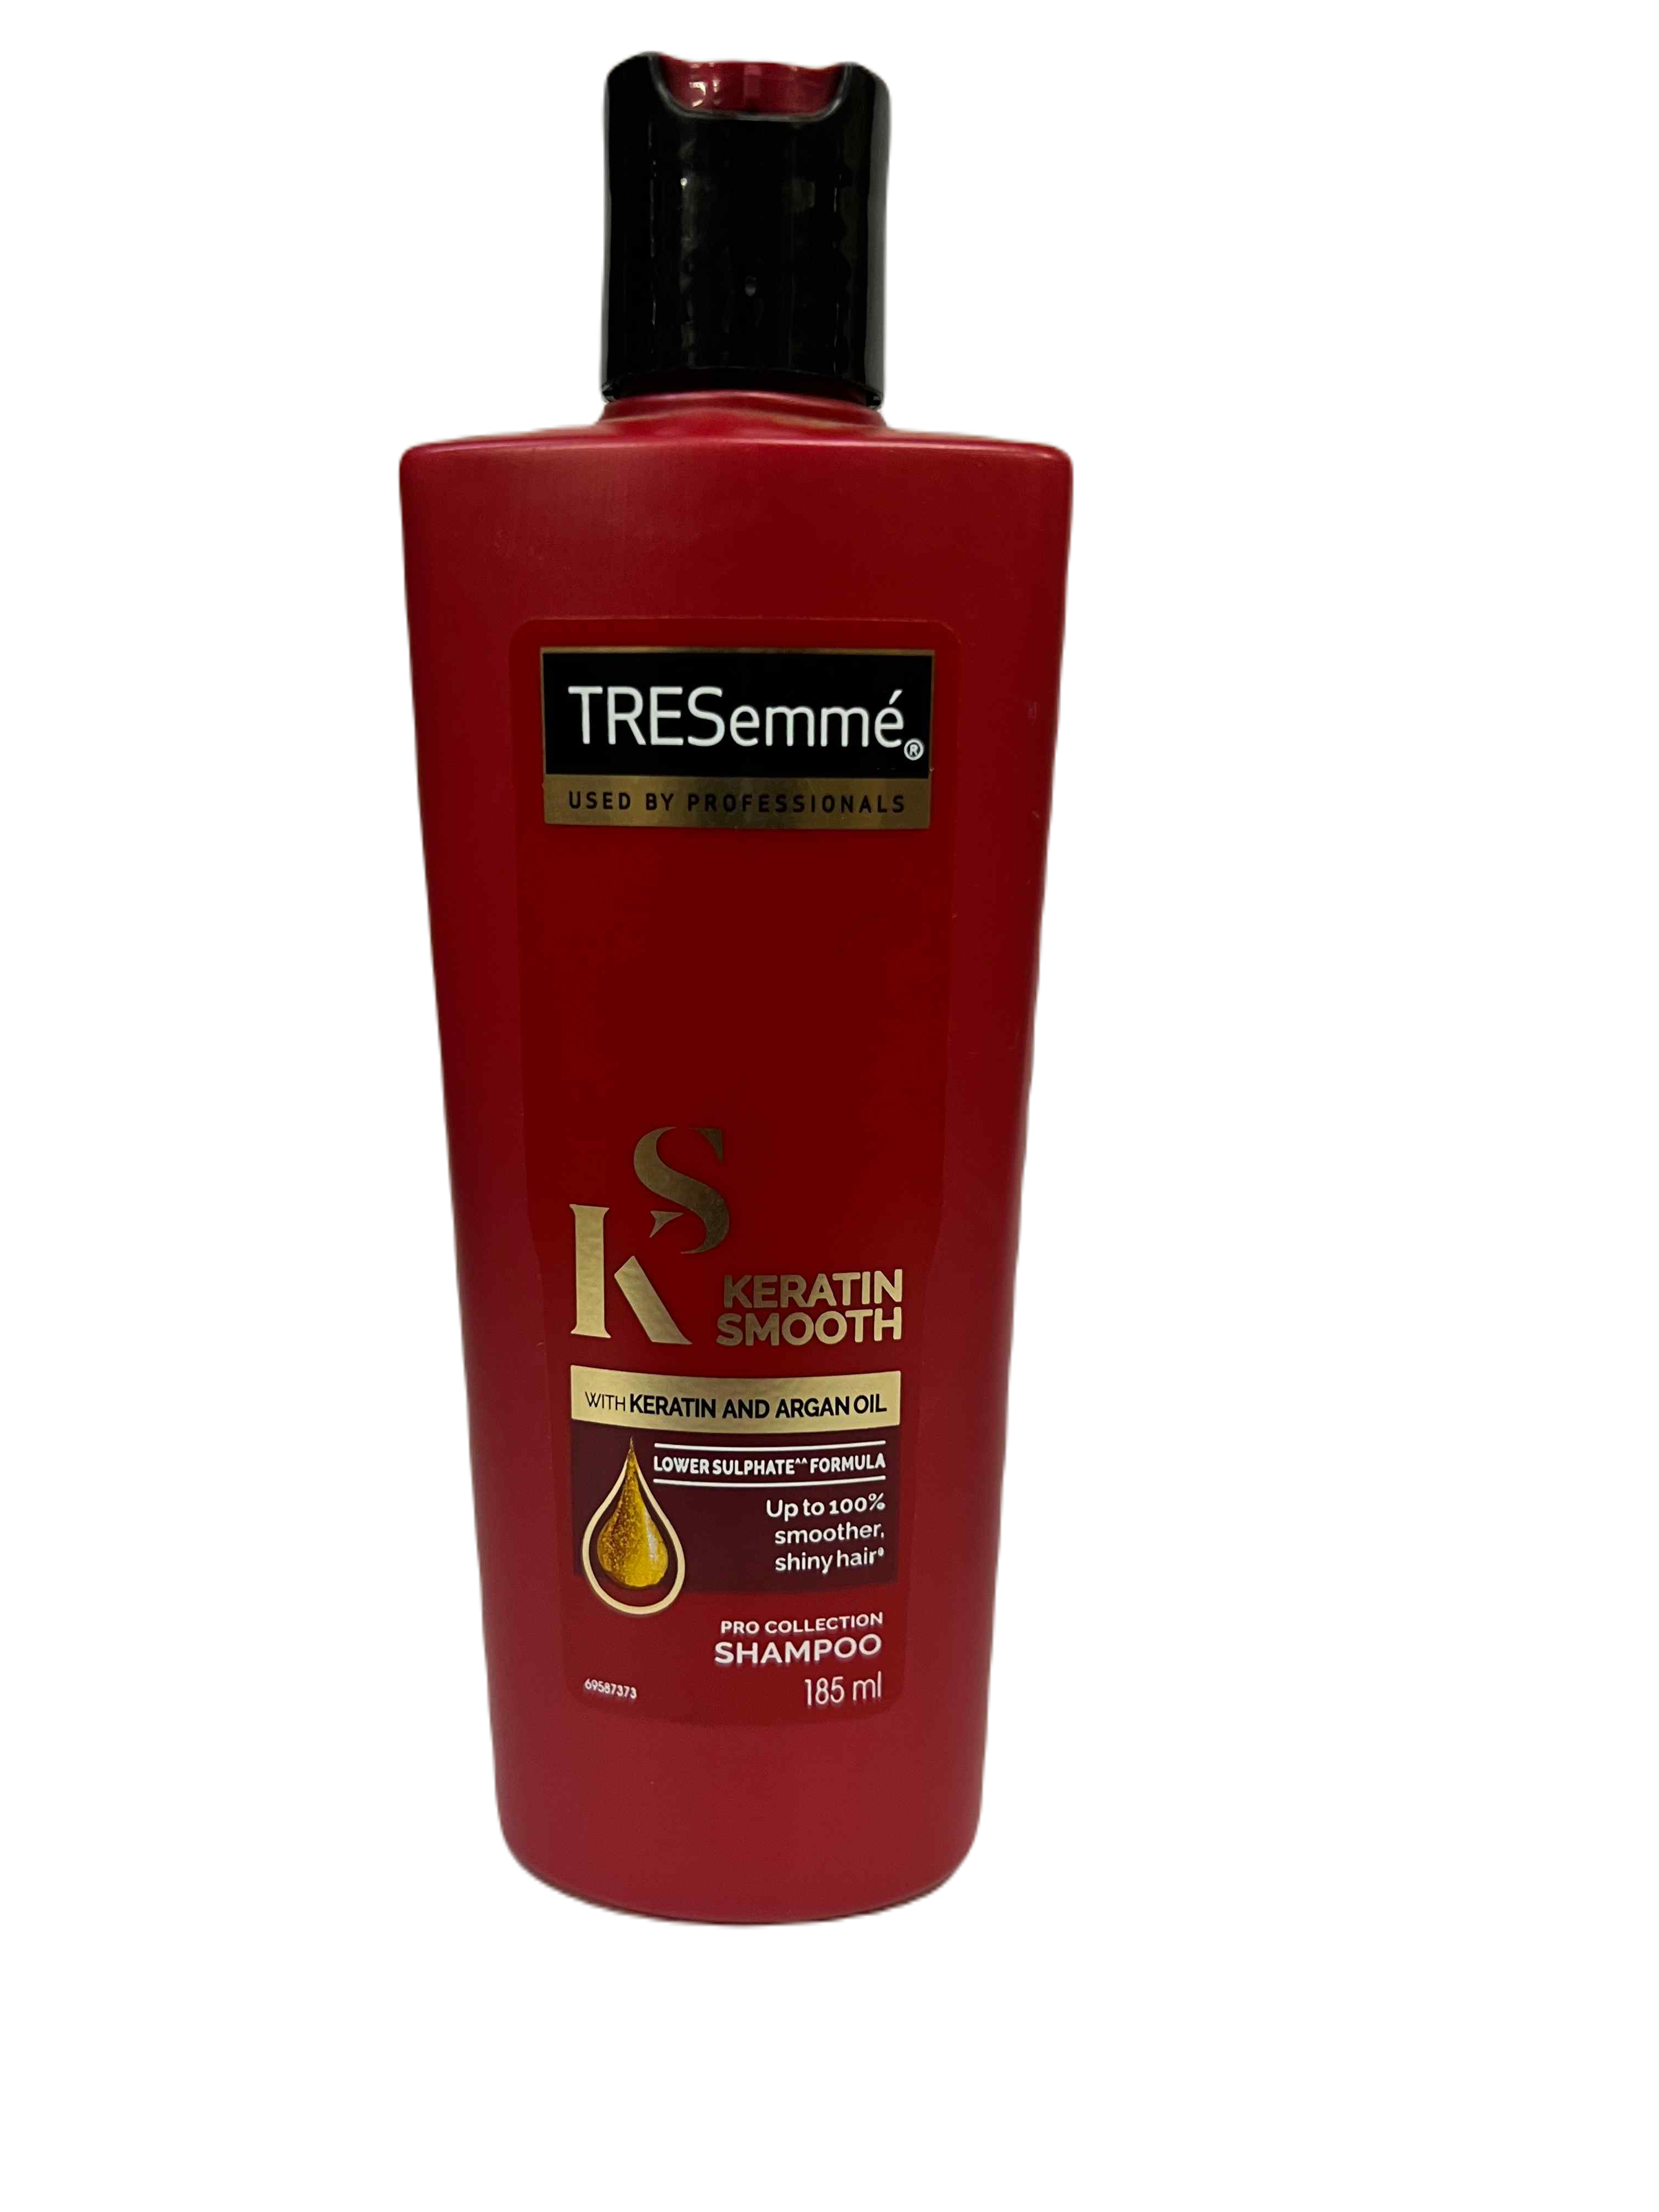 TRESemmé®
USED BY PROFESSIONALS
KS
KERATIN
SMOOTH
WITH KERATIN AND ARGAN OIL
LOWER SULPHATE^^ FORMULA
Up to 100%
smoother,
shiny hair*
PRO COLLECTION
SHAMPOO
69587373
185 ml